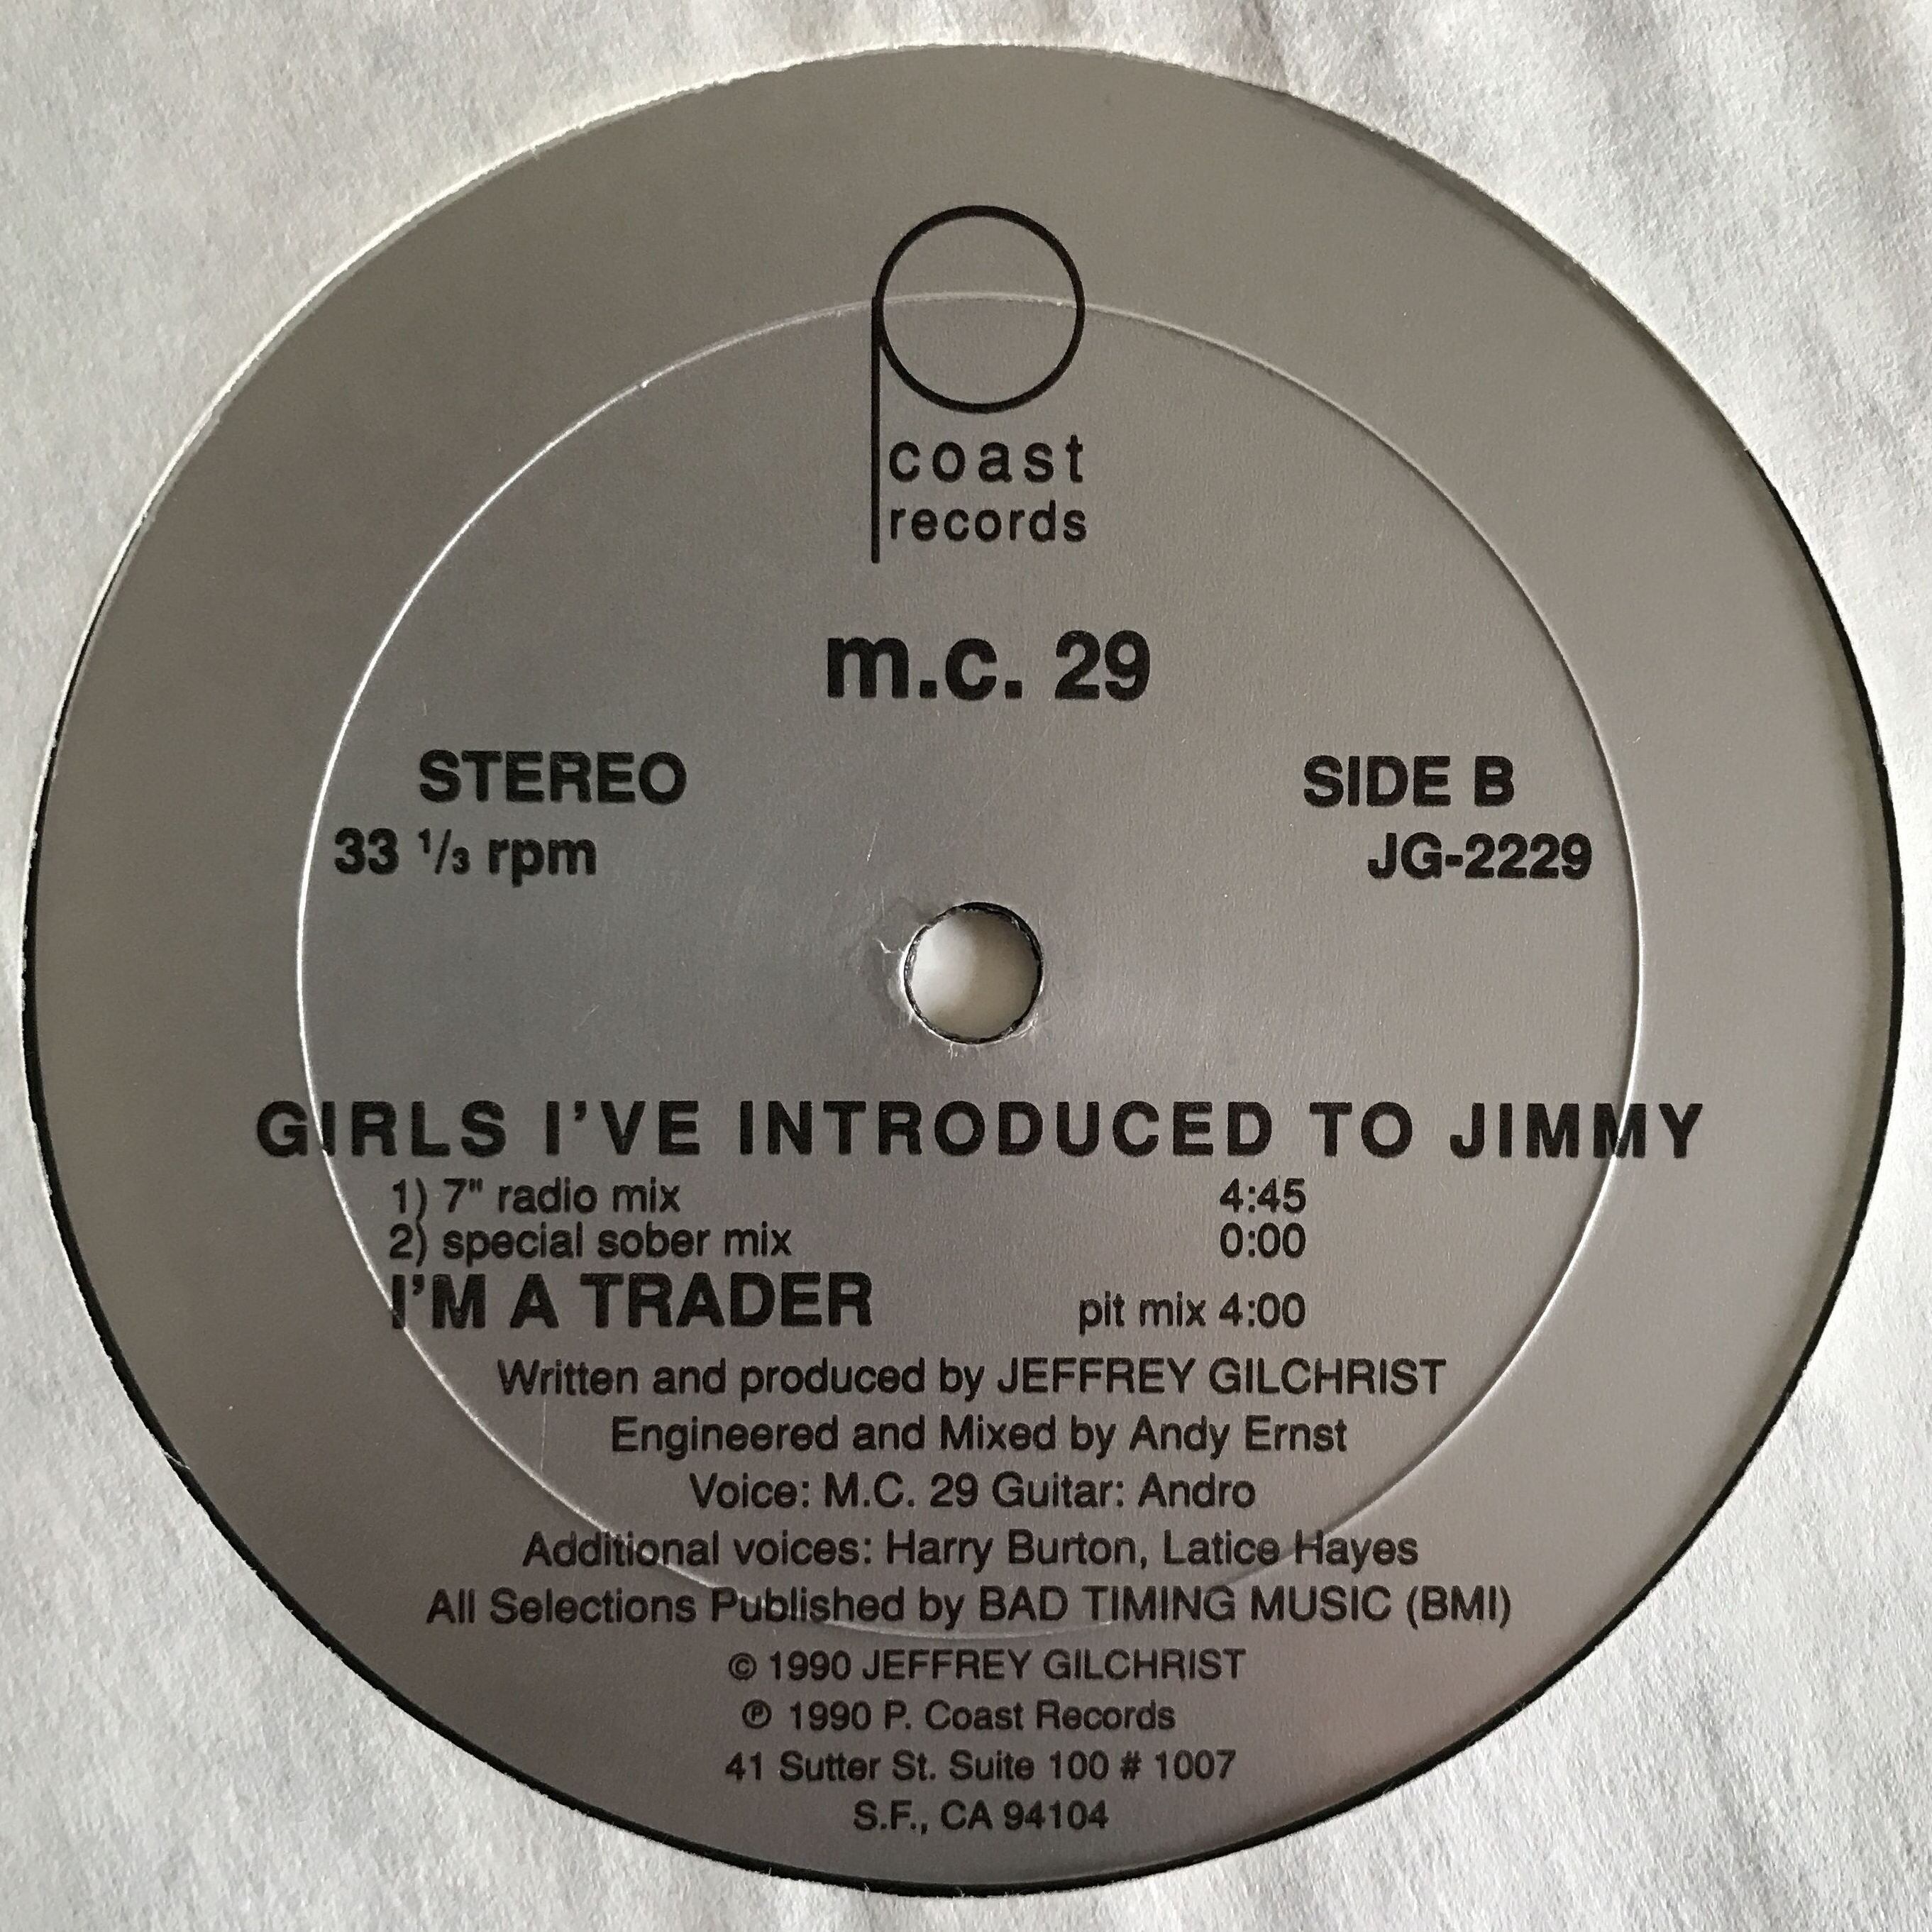 p
coast
records
m.c. 29
STEREO SIDE B
33 1/3 rpm JG-2229
GIRLS I'VE INTRODUCED TO JIMMY
1) 7" radio mix 4:45
2) special sober mix 0:00
I'M A TRADER pit mix 4:00
Written and produced by JEFFREY GILCHRIST
Engineered and Mixed by Andy Ernst
Voice: M.C. 29 Guitar: Andro
Additional voices: Harry Burton, Latice Hayes
All Selections Published by BAD TIMING MUSIC (BMI)
© 1990 JEFFREY GILCHRIST
℗ 1990 P. Coast Records
41 Sutter St. Suite 100 # 1007
S.F., CA 94104